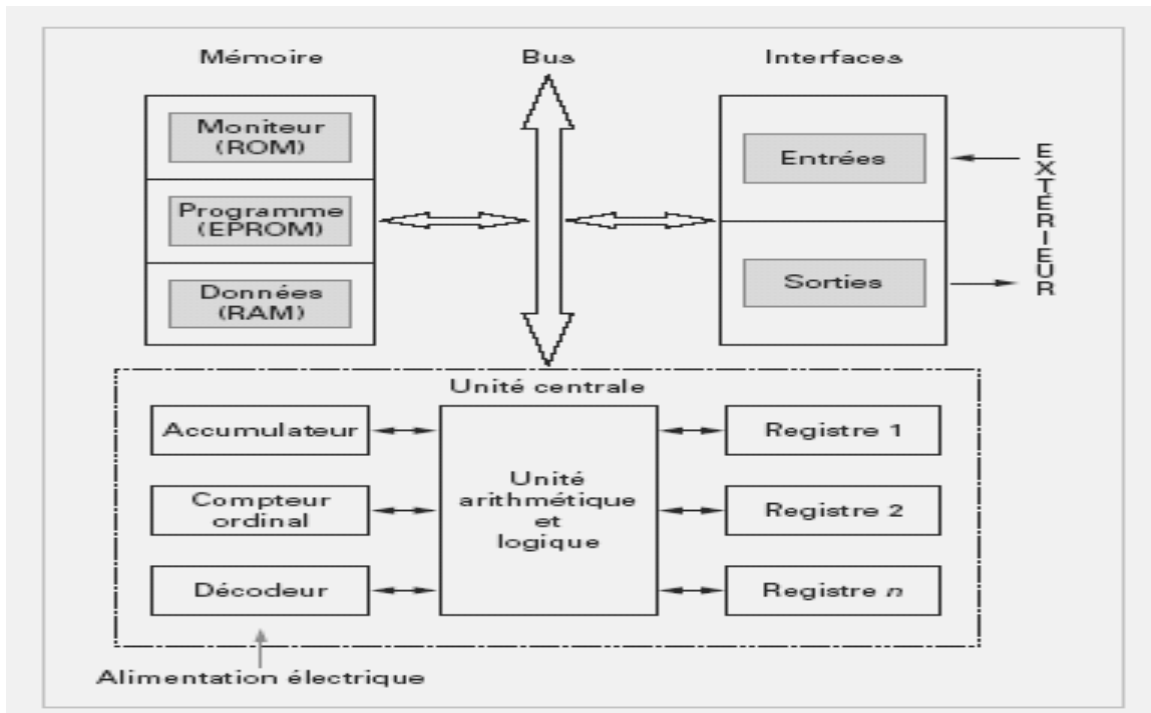 Mémoire
Bus
Interfaces
Moniteur
(ROM)
Programme
(EPROM)
Données
(RAM)
Entrées
Sorties
EXTÉRIEUR
Unité centrale
Accumulateur
Compteur
ordinal
Décodeur
Unité
arithmétique
et
logique
Registre 1
Registre 2
Registre n
Alimentation électrique